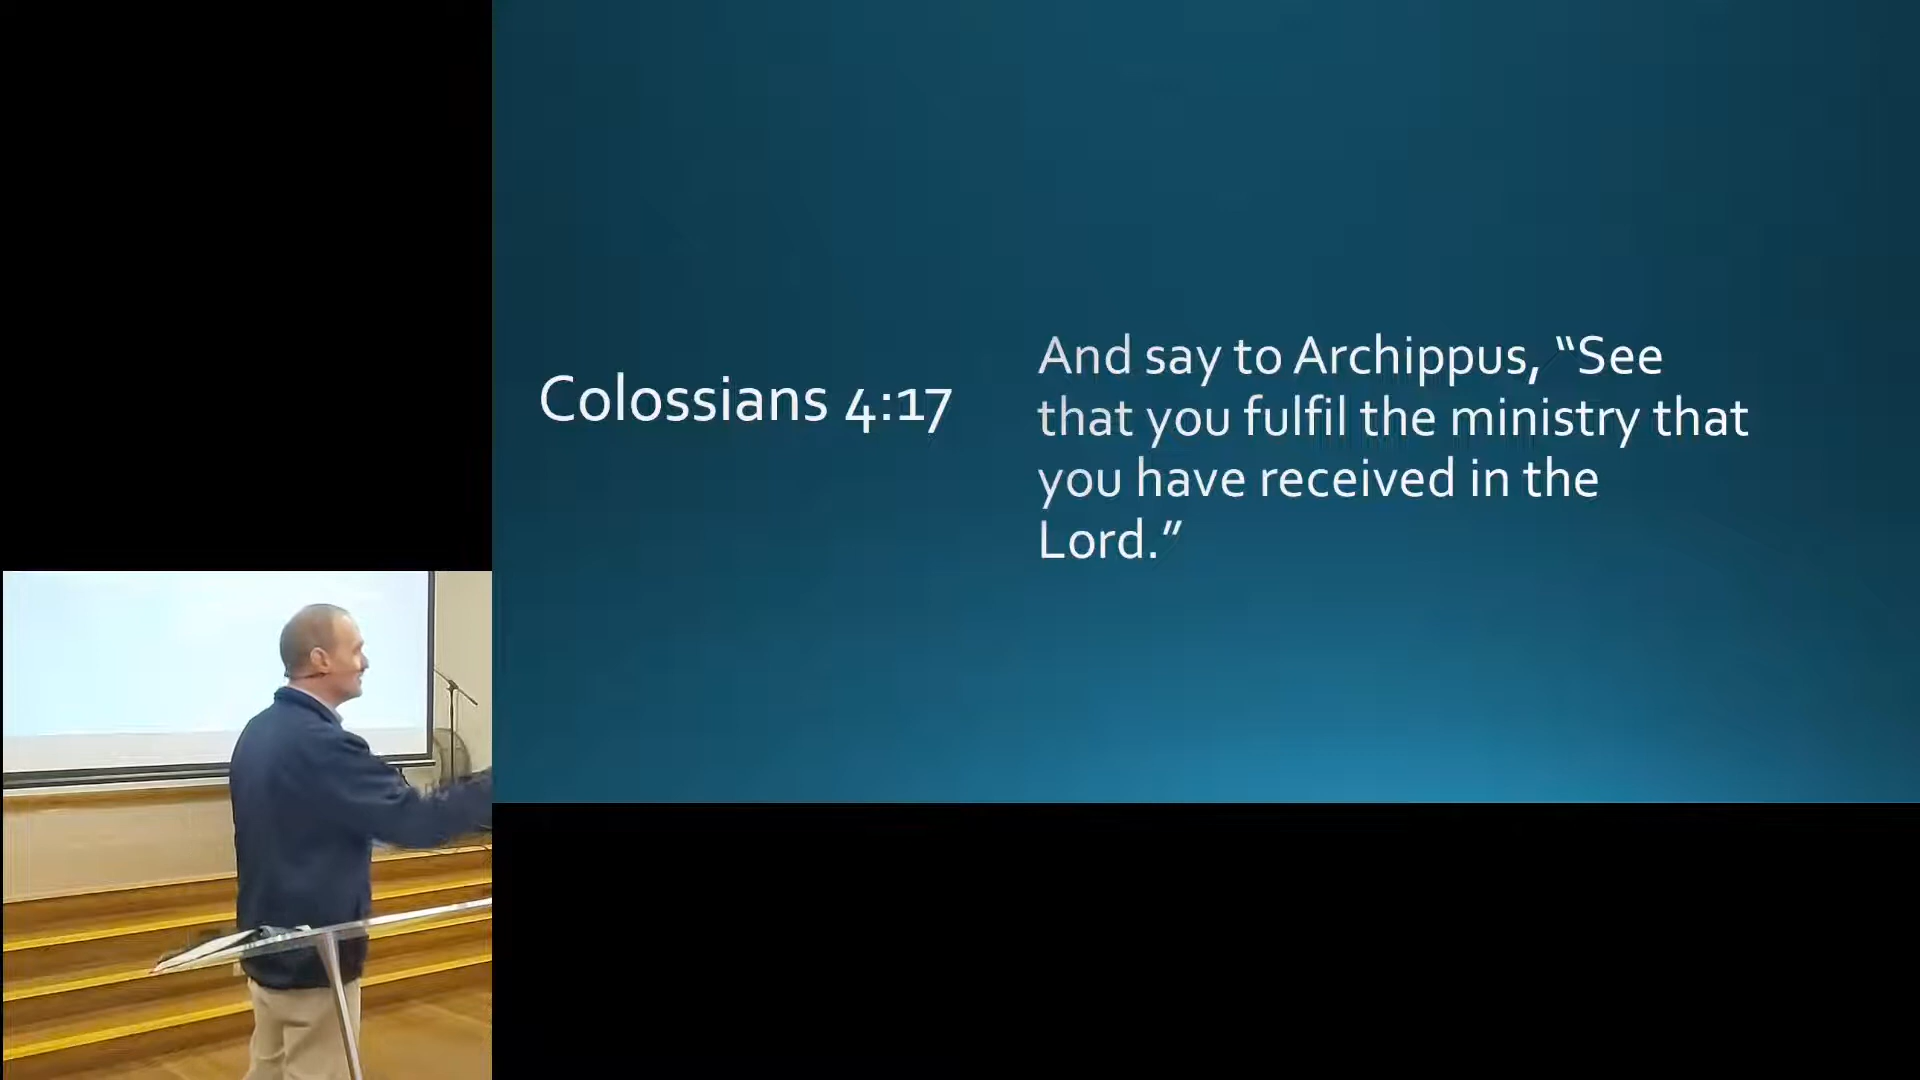 Colossians 4:17
And say to Archippus, “See
that you fulfil the ministry that
you have received in the
Lord.”